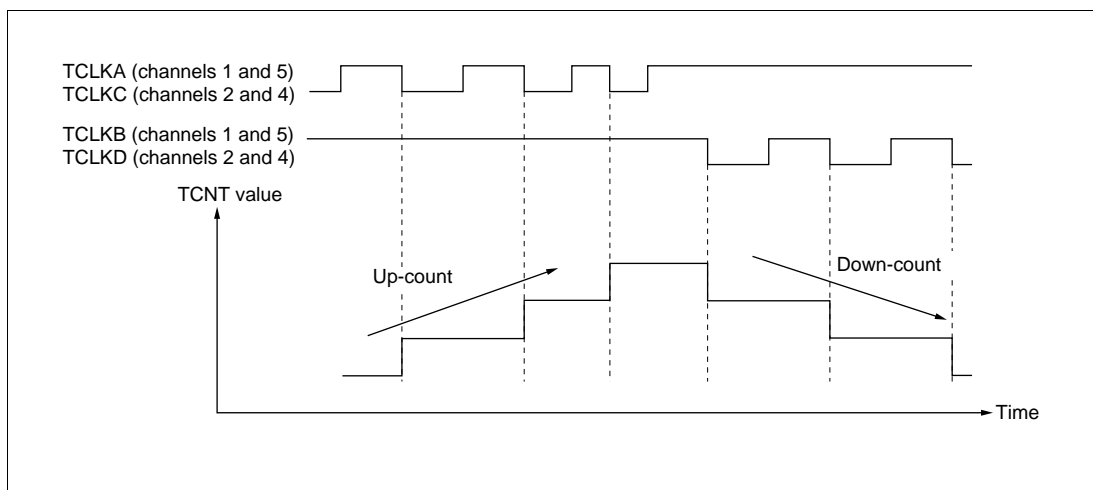 TCLKA (channels 1 and 5)
TCLKC (channels 2 and 4)
TCLKB (channels 1 and 5)
TCLKD (channels 2 and 4)
TCNT value
Up-count
Down-count
Time